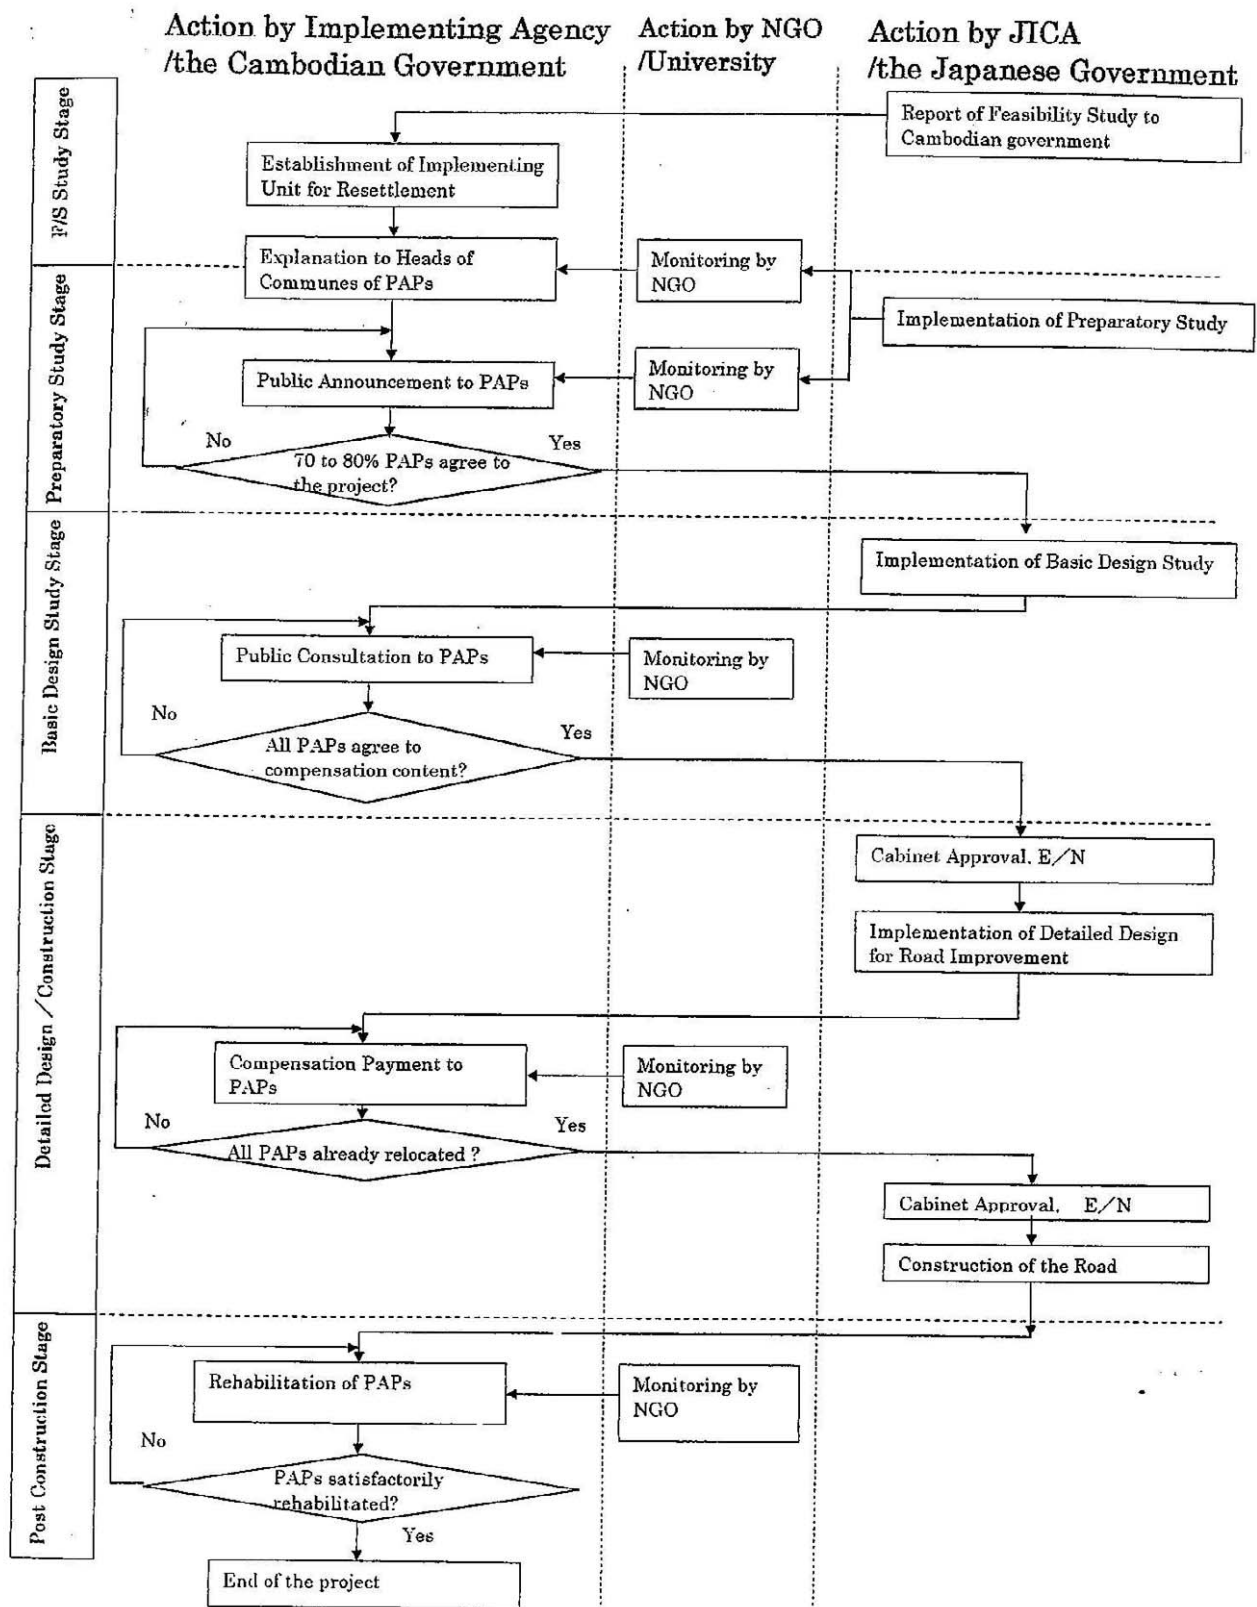 Action by Implementing Agency
/the Cambodian Government
Action by NGO
/University
Action by JICA
/the Japanese Government
F/S Study Stage
Report of Feasibility Study to
Cambodian government
Establishment of Implementing
Unit for Resettlement
Explanation to Heads of
Communes of PAPs
Monitoring by
NGO
Preparatory Study Stage
Implementation of Preparatory Study
Public Announcement to PAPs
Monitoring by
NGO
No
Yes
70 to 80% PAPs agree to
the project?
Basic Design Study Stage
Implementation of Basic Design Study
Public Consultation to PAPs
Monitoring by
NGO
No
Yes
All PAPs agree to
compensation content?
Detailed Design /Construction Stage
Cabinet Approval, E/N
Implementation of Detailed Design
for Road Improvement
Compensation Payment to
PAPs
Monitoring by
NGO
No
Yes
All PAPs already relocated ?
Cabinet Approval, E/N
Construction of the Road
Post Construction Stage
Rehabilitation of PAPs
Monitoring by
NGO
No
PAPs satisfactorily
rehabilitated?
Yes
End of the project